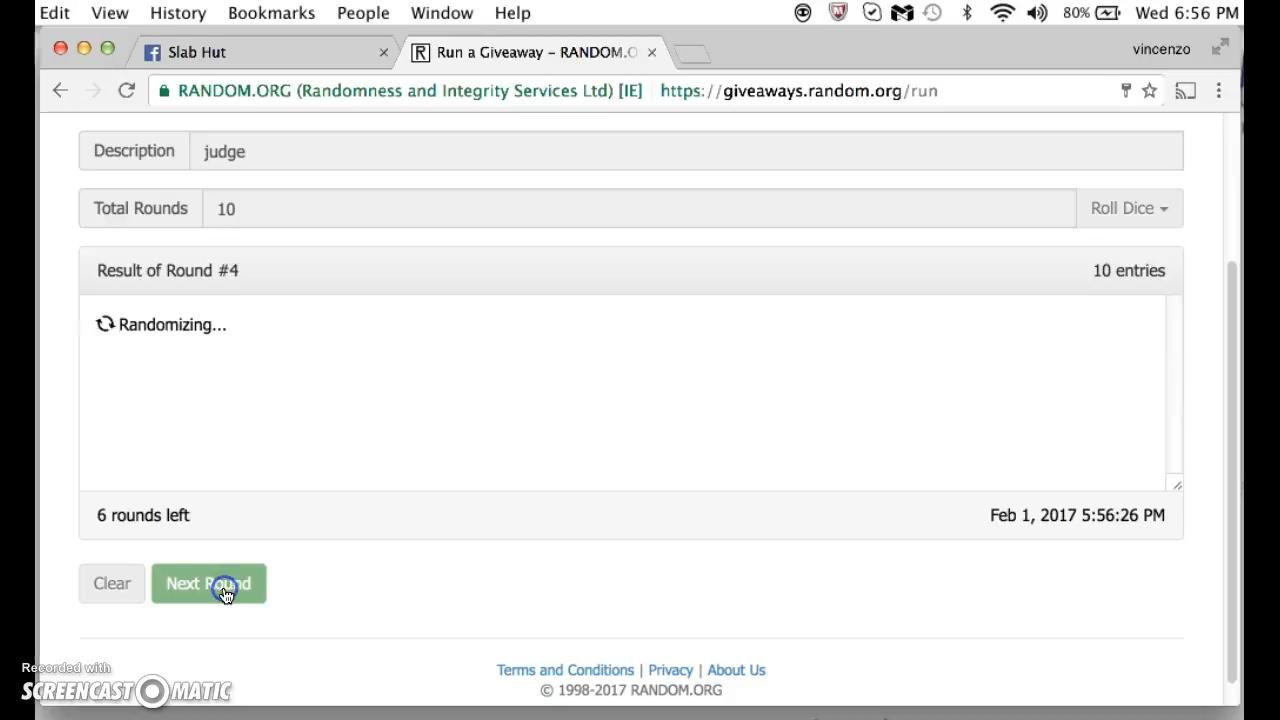 Edit View History Bookmarks People Window Help 80% Wed 6:56 PM
Slab Hut
Run a Giveaway – RANDOM.O
vincenzo
RANDOM.ORG (Randomness and Integrity Services Ltd) [IE] https://giveaways.random.org/run
Description judge
Total Rounds 10 Roll Dice
Result of Round #4 10 entries
Randomizing...
6 rounds left Feb 1, 2017 5:56:26 PM
Clear Next Round
Terms and Conditions | Privacy | About Us
© 1998-2017 RANDOM.ORG
Recorded with
SCREENCAST-O-MATIC